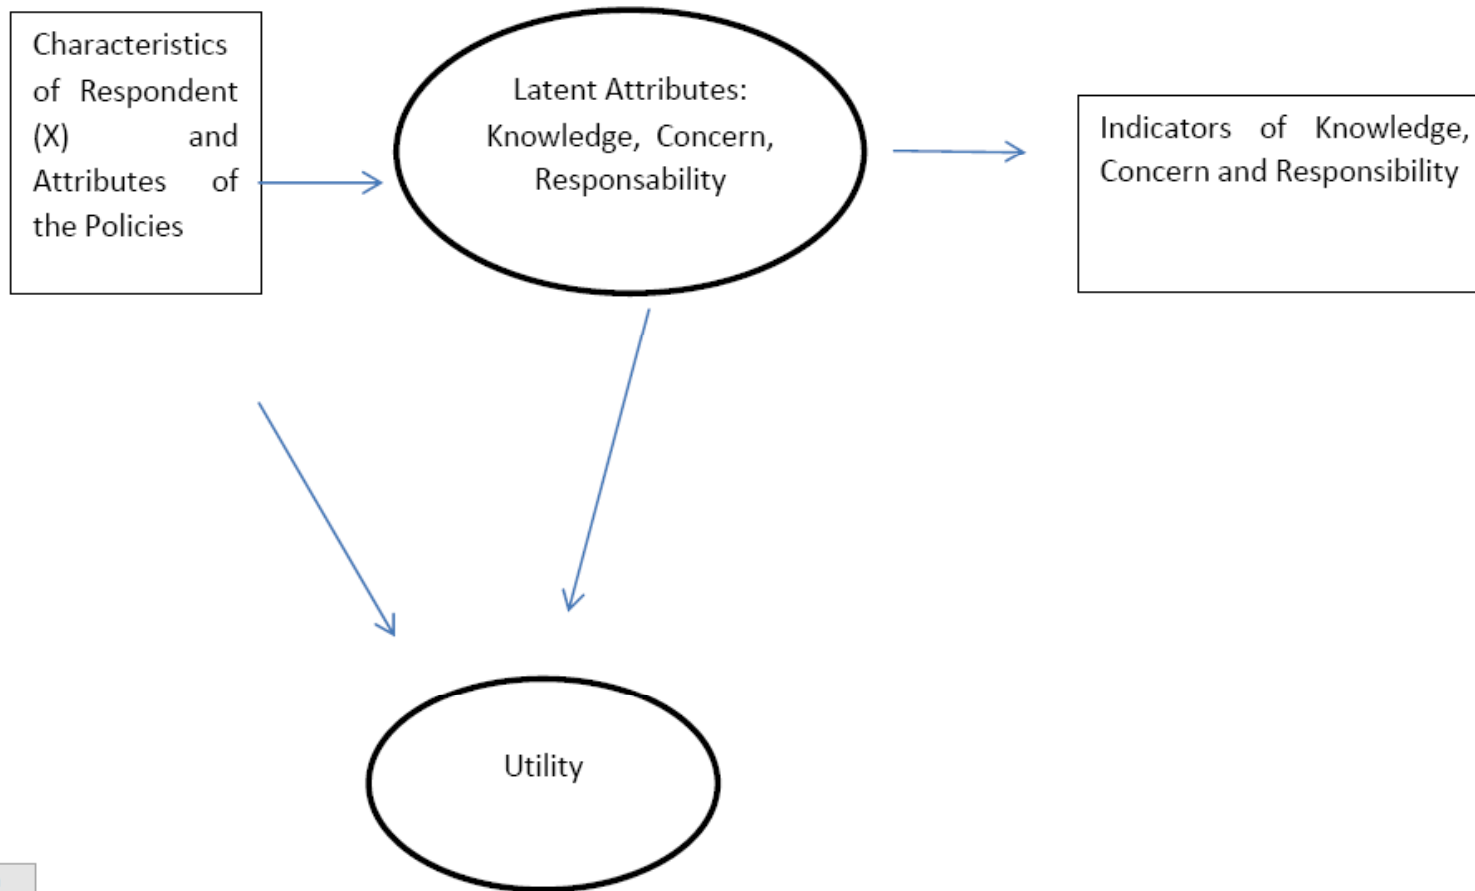 Characteristics
of Respondent
(X) and
Attributes of
the Policies
Latent Attributes:
Knowledge, Concern,
Responsability
Indicators of Knowledge,
Concern and Responsibility
Utility